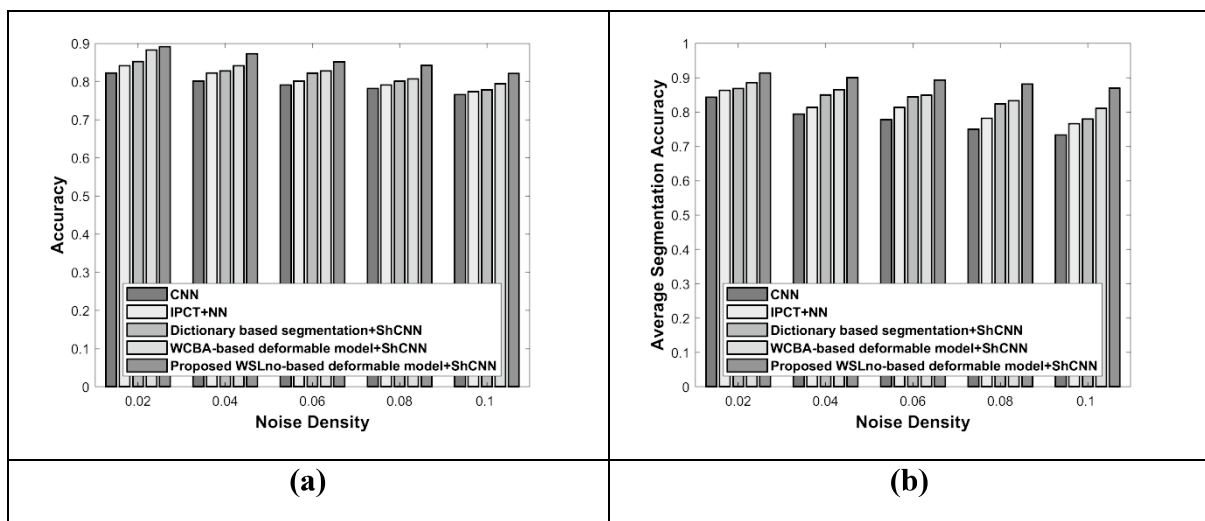 0.9
0.8
0.7
0.6
0.5
0.4
0.3
0.2
0.1
0
Accuracy
CNN
IPCT+NN
Dictionary based segmentation+ShCNN
WCBA-based deformable model+ShCNN
Proposed WSLno-based deformable model+ShCNN
0.02 0.04 0.06 0.08 0.1
Noise Density
(a)
1
0.9
0.8
0.7
0.6
0.5
0.4
0.3
0.2
0.1
0
Average Segmentation Accuracy
CNN
IPCT+NN
Dictionary based segmentation+ShCNN
WCBA-based deformable model+ShCNN
Proposed WSLno-based deformable model+ShCNN
0.02 0.04 0.06 0.08 0.1
Noise Density
(b)